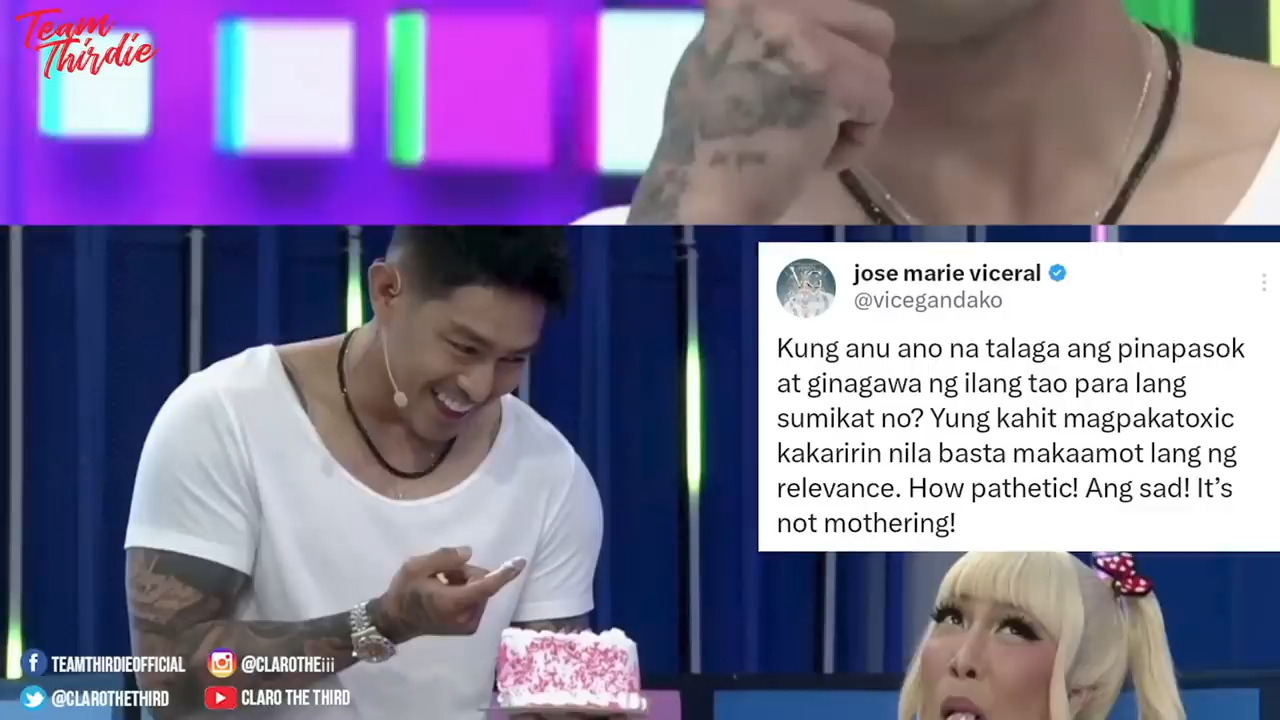 Team
Thirdie
jose marie viceral
@vicegandako
Kung anu ano na talaga ang pinapasok
at ginagawa ng ilang tao para lang
sumikat no? Yung kahit magpakatoxic
kakaririn nila basta makaamot lang ng
relevance. How pathetic! Ang sad! It's
not mothering!
TEAMTHIRDIEOFFICIAL
@CLAROTHEiii
@CLAROTHETHIRD
CLARO THE THIRD